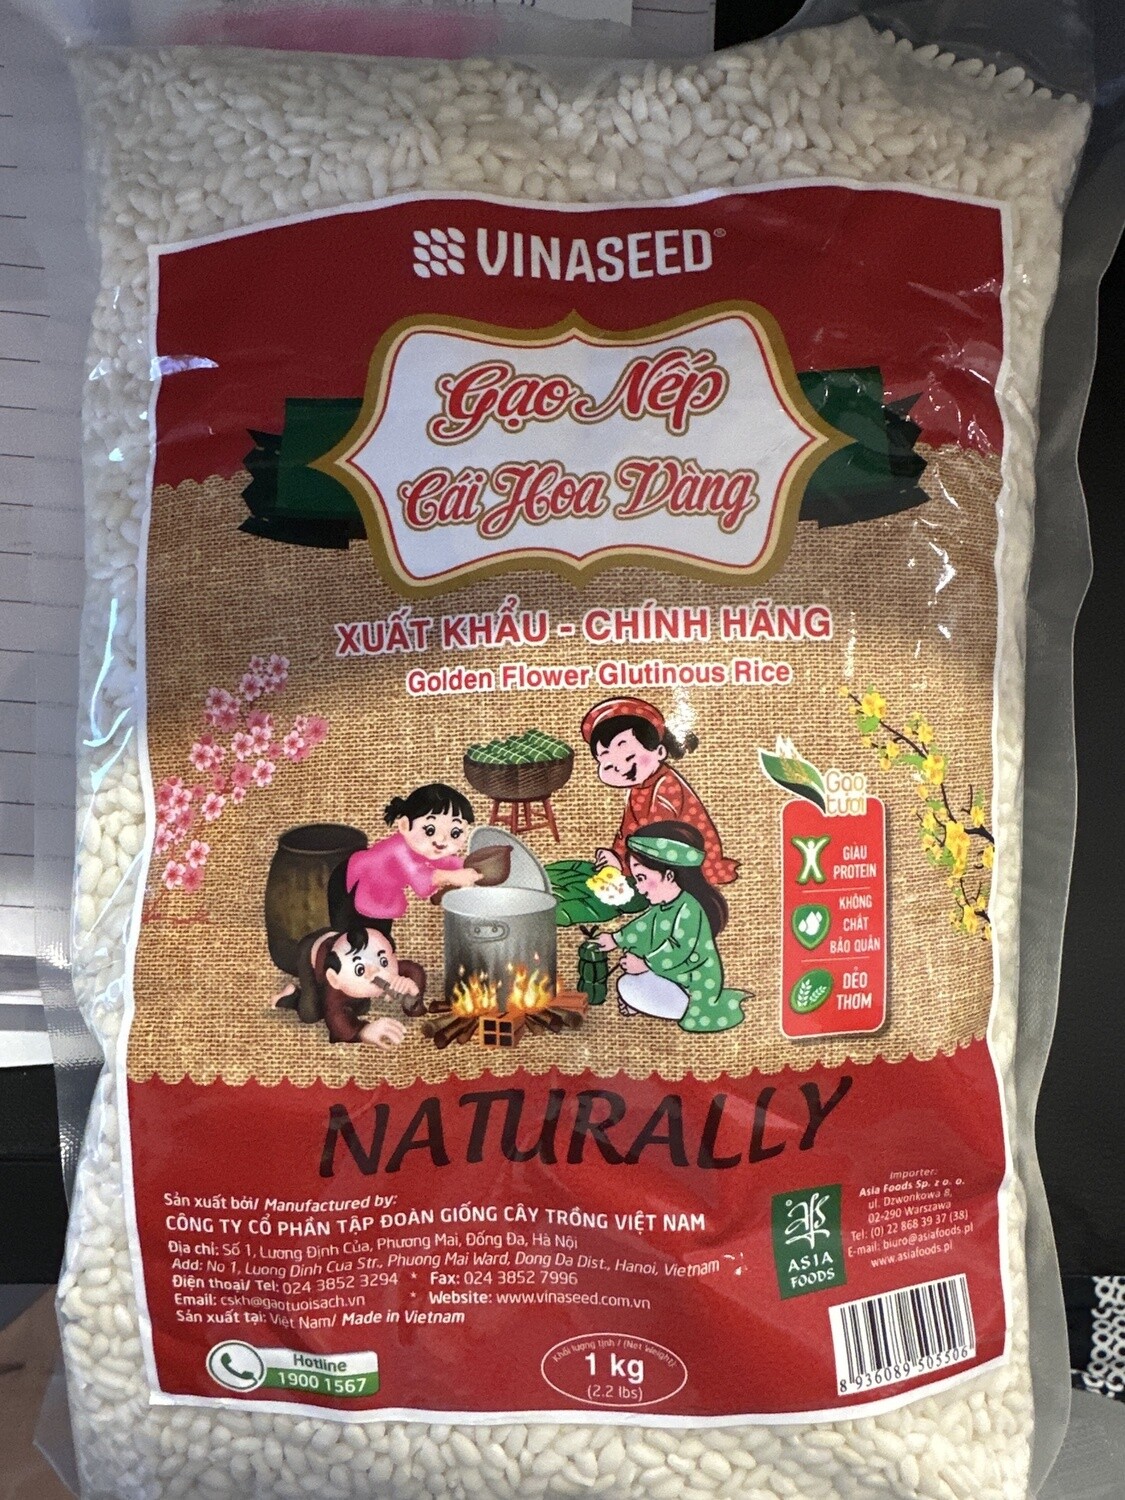 VINASEED®
Gạo Nếp
Cái Hoa Vàng
XUẤT KHẨU - CHÍNH HÃNG
Golden Flower Glutinous Rice
Gạo
tươi
GIÀU
PROTEIN
KHÔNG
CHẤT
BẢO QUẢN
DẺO
THƠM
NATURALLY
Sản xuất bởi/ Manufactured by:
CÔNG TY CỔ PHẦN TẬP ĐOÀN GIỐNG CÂY TRỒNG VIỆT NAM
Địa chỉ: Số 1, Lương Định Của, Phương Mai, Đống Đa, Hà Nội
Add: No 1, Luong Dinh Cua Str., Phuong Mai Ward, Dong Da Dist., Hanoi, Vietnam
Điện thoại/ Tel: 024 3852 3294 * Fax: 024 3852 7996
Email: cskh@gaotuoisach.vn * Website: www.vinaseed.com.vn
Sản xuất tại: Việt Nam/ Made in Vietnam
Hotline
1900 1567
Khối lượng tịnh / (Net Weight):
1 kg
(2.2 lbs)
ASIA
FOODS
Importer:
Asia Foods Sp. z o. o.
ul. Dzwonkowa 8,
02-290 Warszawa
Tel: (0) 22 868 39 37 (38)
E-mail: biuro@asiafoods.pl
www.asiafoods.pl
8 936089 505506